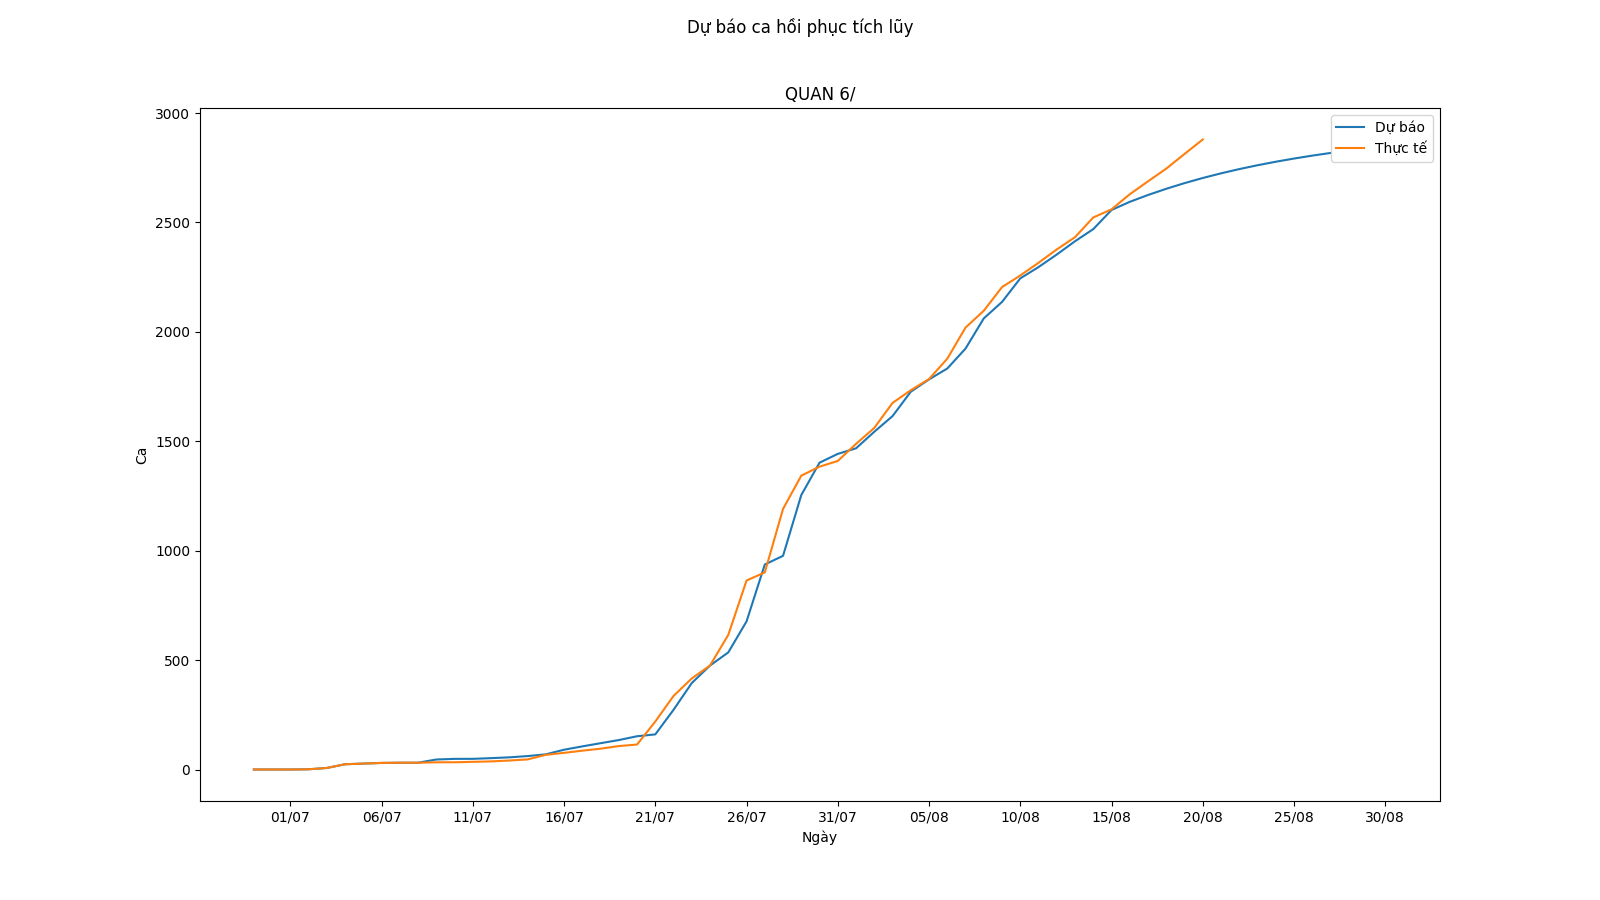 Dự báo ca hồi phục tích lũy
QUAN 6/
3000
2500
2000
1500
1000
500
0
Ca
Dự báo
Thực tế
01/07 06/07 11/07 16/07 21/07 26/07 31/07 05/08 10/08 15/08 20/08 25/08 30/08
Ngày